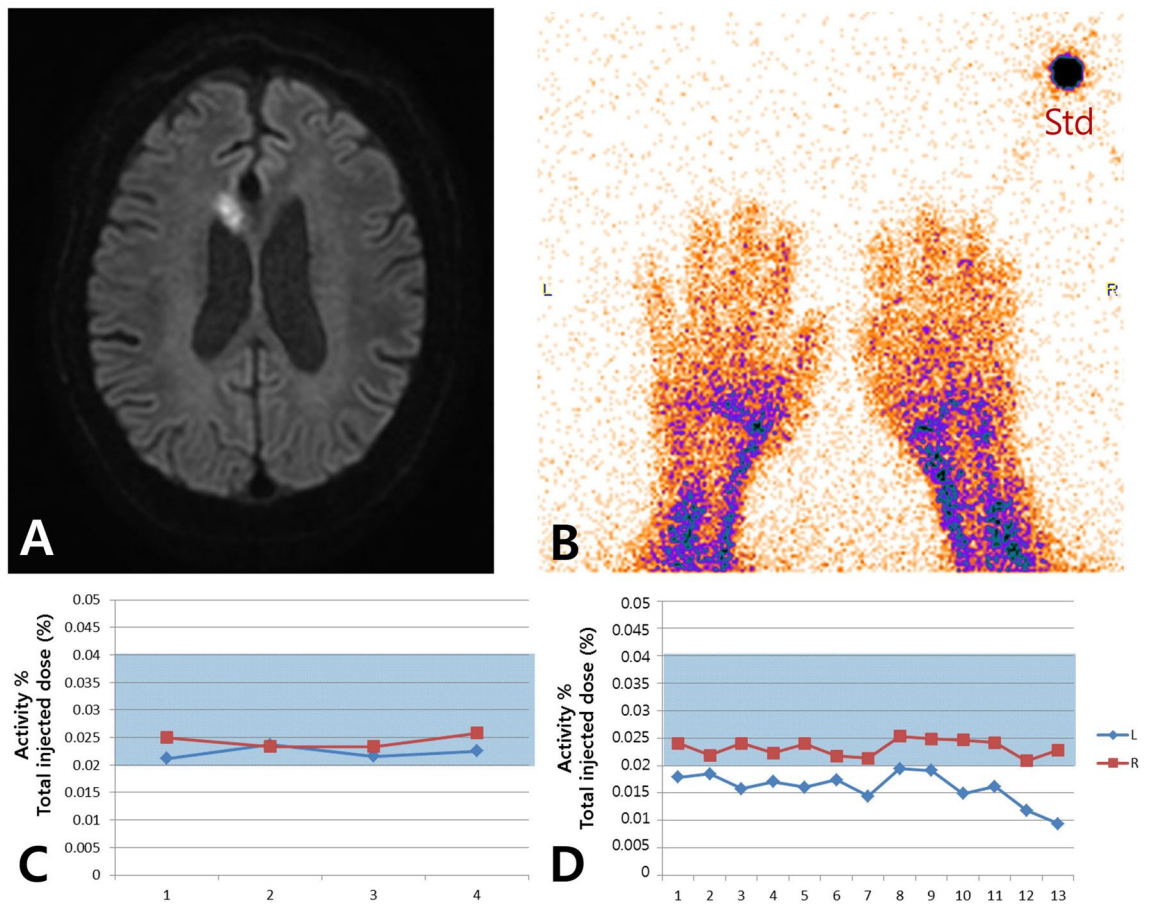 A
Std
L
R
B
Activity %
Total injected dose (%)
0.05
0.045
0.04
0.035
0.03
0.025
0.02
0.015
0.01
0.005
0
1 2 3 4
C
Activity %
Total injected dose (%)
0.05
0.045
0.04
0.035
0.03
0.025
0.02
0.015
0.01
0.005
0
1 2 3 4 5 6 7 8 9 10 11 12 13
D
L
R